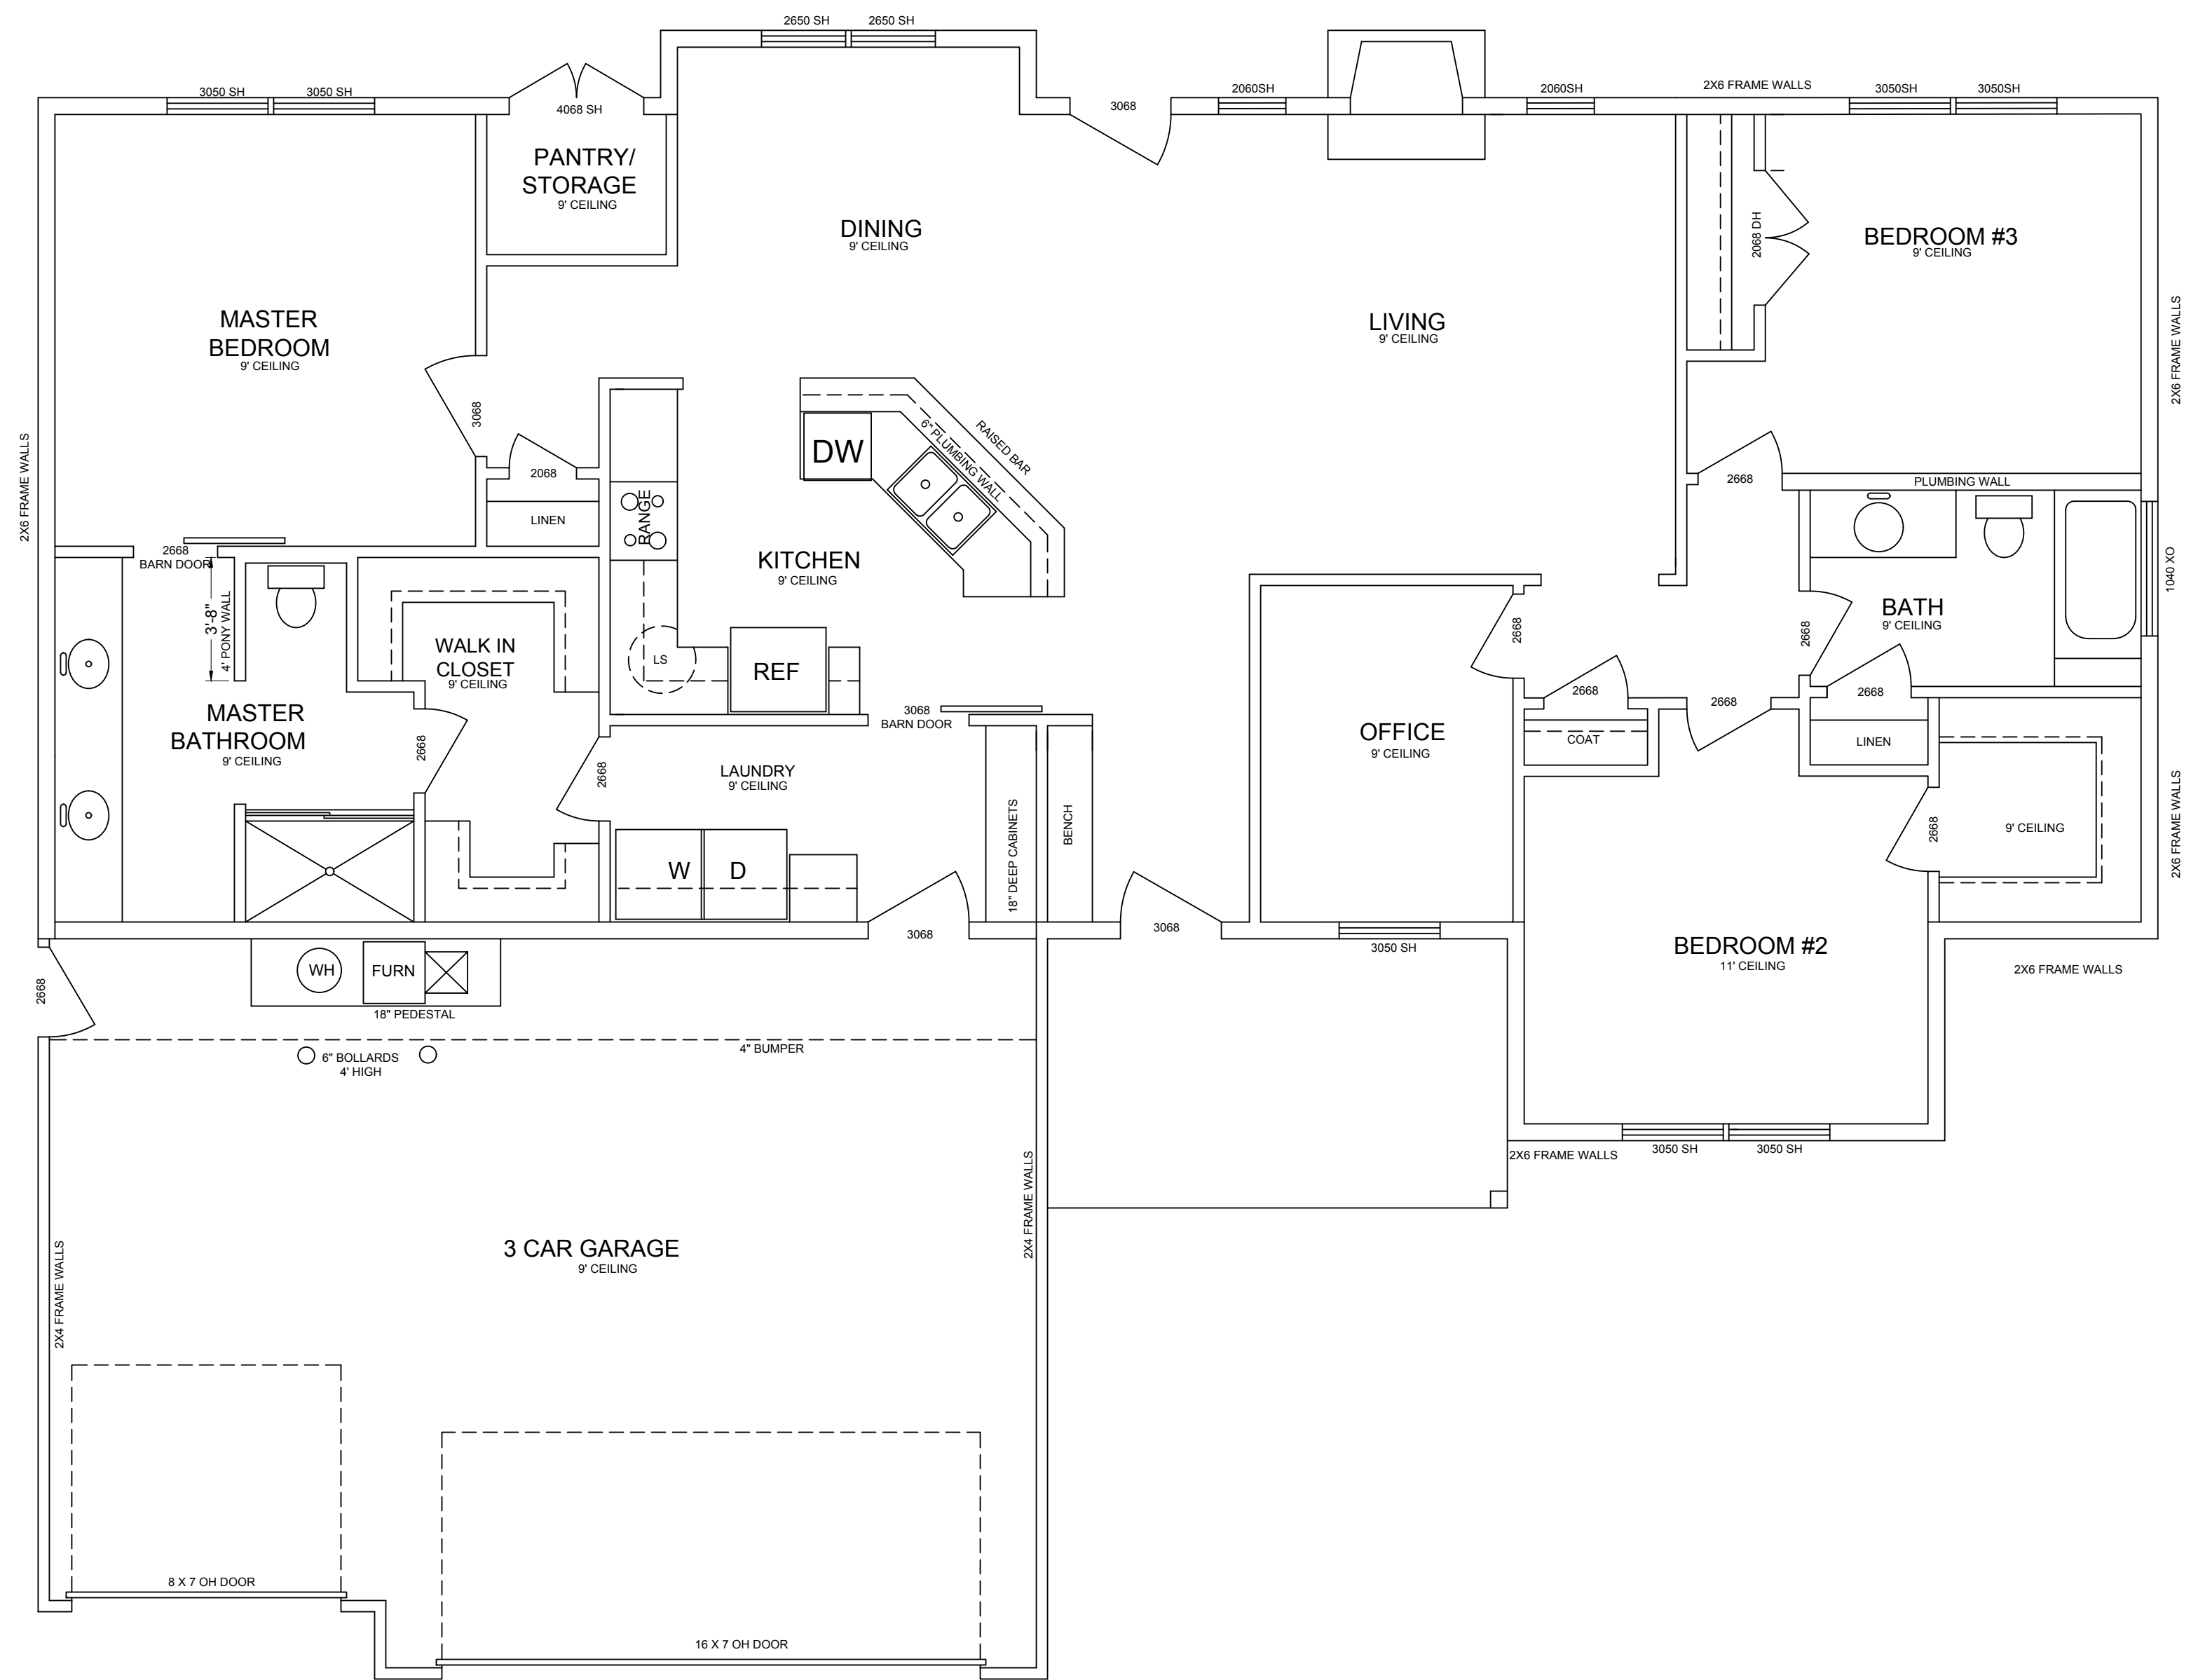 2650 SH
2650 SH
3050 SH
3050 SH
4068 SH
3068
2060SH
2060SH
2X6 FRAME WALLS
3050SH
3050SH
PANTRY/
STORAGE
9' CEILING
DINING
9' CEILING
2068 DH
BEDROOM #3
9' CEILING
MASTER
BEDROOM
9' CEILING
LIVING
9' CEILING
2X6 FRAME WALLS
3068
2X6 FRAME WALLS
2068
LINEN
RANGE
DW
RAISED BAR
6" PLUMBING WALL
2668
PLUMBING WALL
KITCHEN
9' CEILING
2668
BARN DOOR
3'-8"
4' PONY WALL
WALK IN
CLOSET
9' CEILING
LS
REF
2668
2668
BATH
9' CEILING
1040 XO
MASTER
BATHROOM
9' CEILING
2668
2668
3068
BARN DOOR
LAUNDRY
9' CEILING
OFFICE
9' CEILING
2668
COAT
2668
2668
LINEN
18" DEEP CABINETS
BENCH
2668
9' CEILING
2X6 FRAME WALLS
W
D
3068
3068
3050 SH
BEDROOM #2
11' CEILING
2X6 FRAME WALLS
2668
WH
FURN
18" PEDESTAL
4" BUMPER
6" BOLLARDS
4' HIGH
2X6 FRAME WALLS
3050 SH
3050 SH
2X4 FRAME WALLS
3 CAR GARAGE
9' CEILING
2X4 FRAME WALLS
8 X 7 OH DOOR
16 X 7 OH DOOR